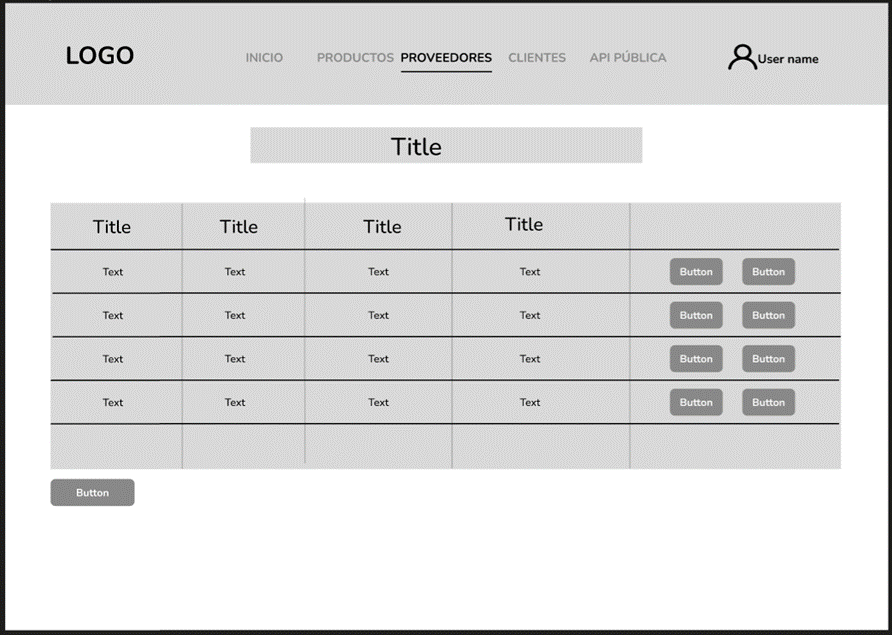 LOGO INICIO PRODUCTOS PROVEEDORES CLIENTES API PÚBLICA User name
Title
Title Title Title Title
Text Text Text Text Button Button
Text Text Text Text Button Button
Text Text Text Text Button Button
Text Text Text Text Button Button
Button